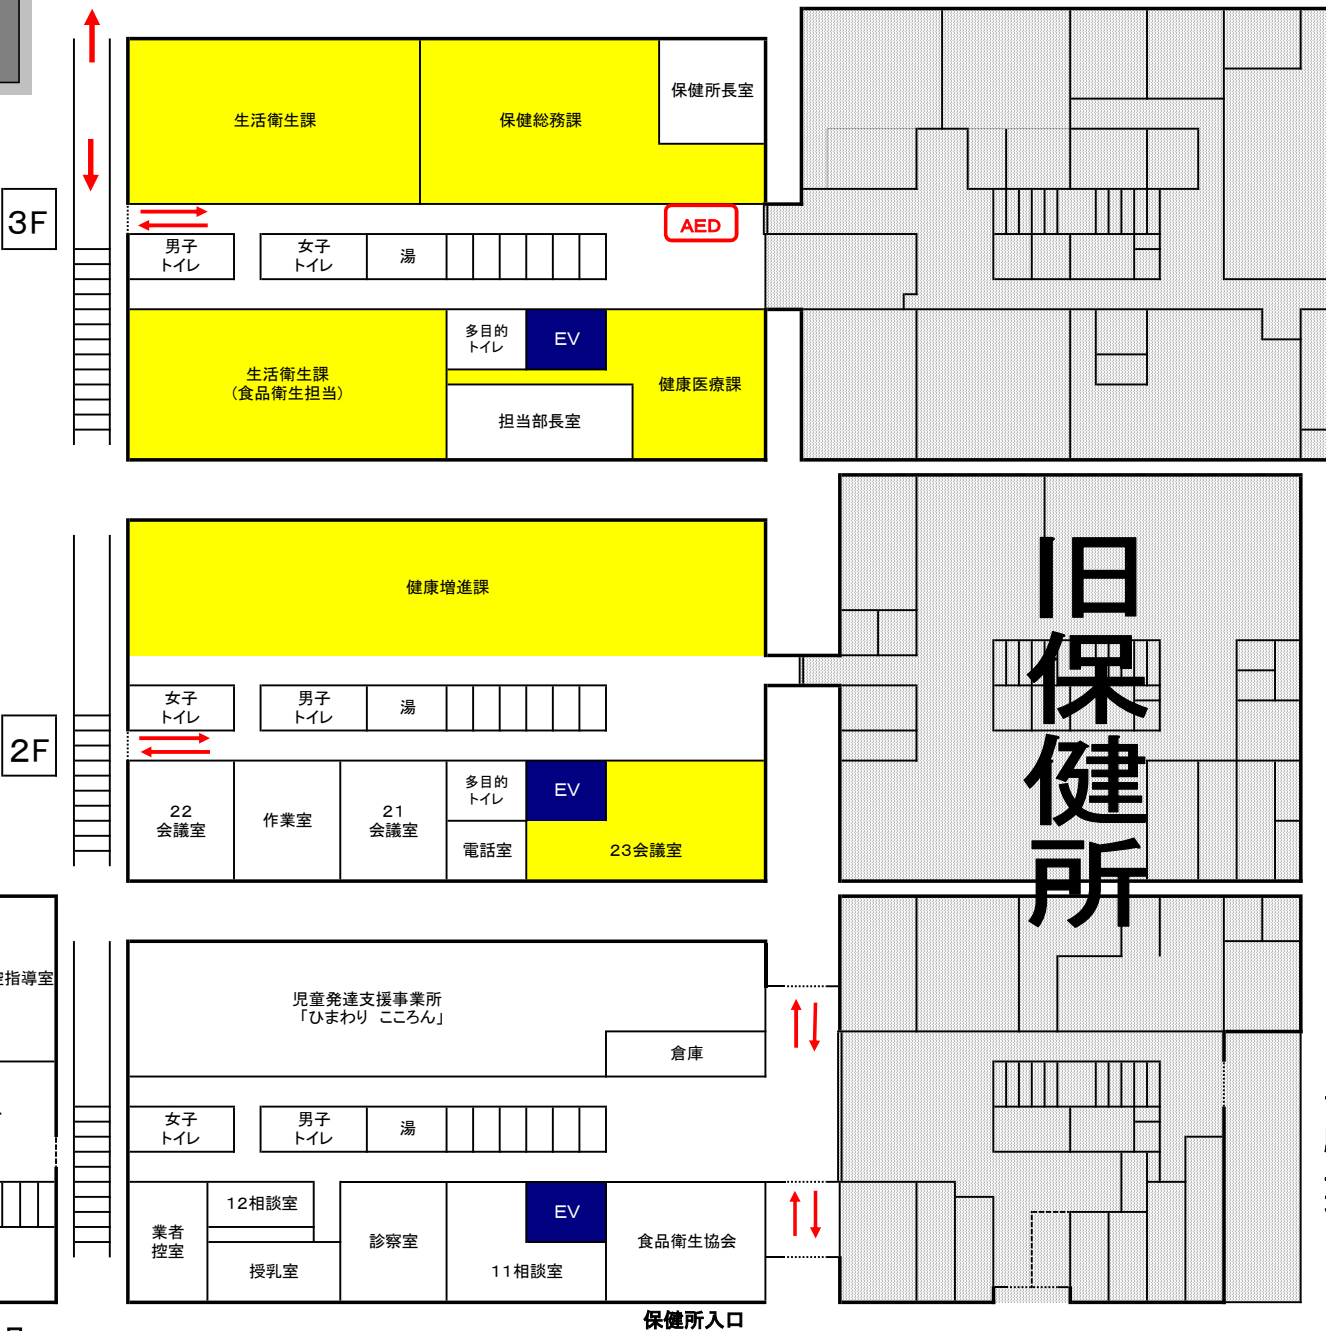 生活衛生課
保健総務課
保健所長室
3F
AED
男子
トイレ
女子
トイレ
湯
生活衛生課
（食品衛生担当）
多目的
トイレ
EV
健康医療課
担当部長室
健康増進課
旧保健所
2F
女子
トイレ
男子
トイレ
湯
22
会議室
作業室
21
会議室
多目的
トイレ
EV
電話室
23会議室
指導室
児童発達支援事業所
「ひまわり こころん」
倉庫
女子
トイレ
男子
トイレ
湯
業者
控室
12相談室
授乳室
診察室
EV
11相談室
食品衛生協会
保健所入口